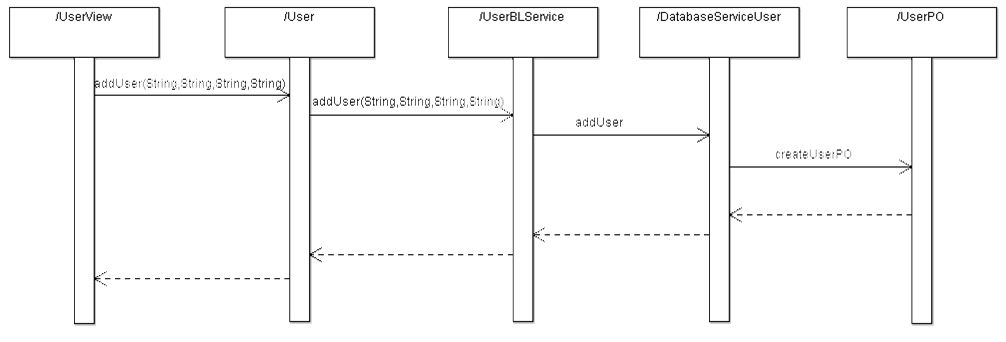 /UserView
/User
/UserBLService
/DatabaseServiceUser
/UserPO
addUser(String,String,String,String)
addUser(String,String,String,String)
addUser
createUserPO